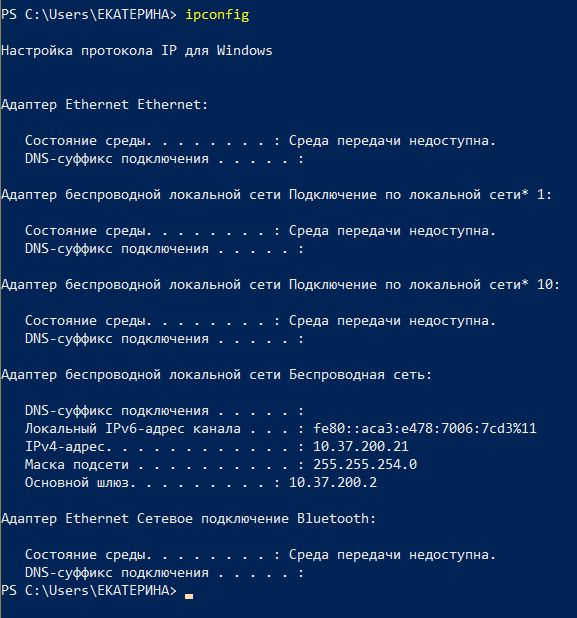 PS C:\Users\ЕКАТЕРИНА> ipconfig
Настройка протокола IP для Windows
Адаптер Ethernet Ethernet:
Состояние среды. . . . . . . . : Среда передачи недоступна.
DNS-суффикс подключения . . . . . :
Адаптер беспроводной локальной сети Подключение по локальной сети* 1:
Состояние среды. . . . . . . . : Среда передачи недоступна.
DNS-суффикс подключения . . . . . :
Адаптер беспроводной локальной сети Подключение по локальной сети* 10:
Состояние среды. . . . . . . . : Среда передачи недоступна.
DNS-суффикс подключения . . . . . :
Адаптер беспроводной локальной сети Беспроводная сеть:
DNS-суффикс подключения . . . . . :
Локальный IPv6-адрес канала . . . : fe80::aca3:e478:7006:7cd3%11
IPv4-адрес. . . . . . . . . . . . : 10.37.200.21
Маска подсети . . . . . . . . . . : 255.255.254.0
Основной шлюз. . . . . . . . . : 10.37.200.2
Адаптер Ethernet Сетевое подключение Bluetooth:
Состояние среды. . . . . . . . : Среда передачи недоступна.
DNS-суффикс подключения . . . . . :
PS C:\Users\ЕКАТЕРИНА>